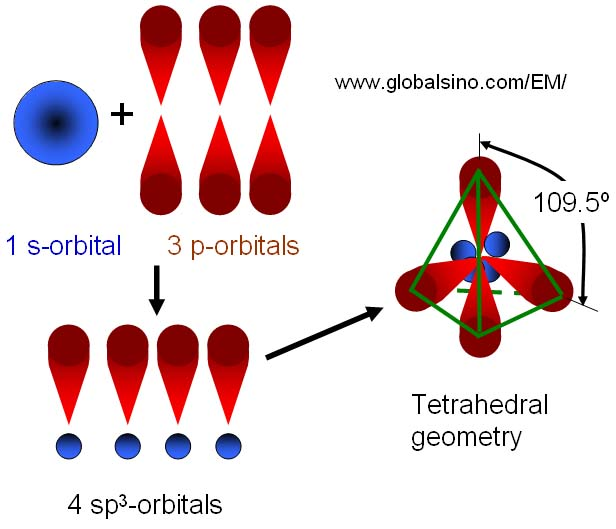 www.globalsino.com/EM/
+
1 s-orbital
3 p-orbitals
109.5º
4 sp³-orbitals
Tetrahedral
geometry